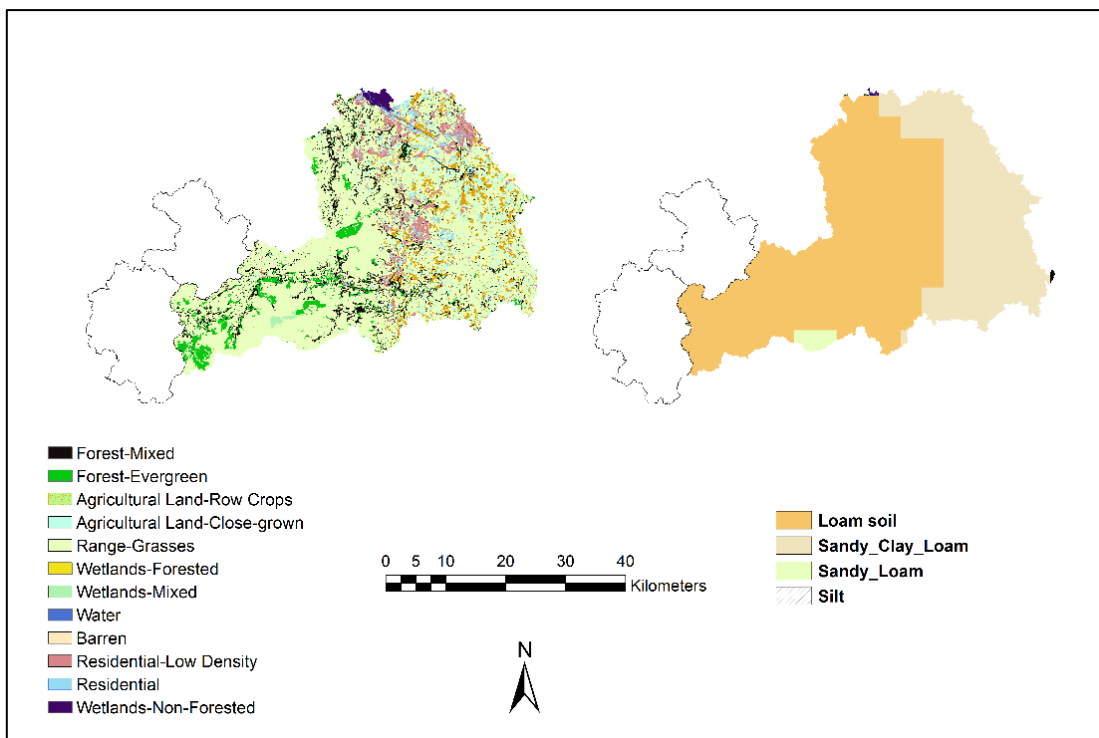 Forest-Mixed
Forest-Evergreen
Agricultural Land-Row Crops
Agricultural Land-Close-grown
Range-Grasses
Wetlands-Forested
Wetlands-Mixed
Water
Barren
Residential-Low Density
Residential
Wetlands-Non-Forested
0 5 10 20 30 40
Kilometers
N
Loam soil
Sandy_Clay_Loam
Sandy_Loam
Silt